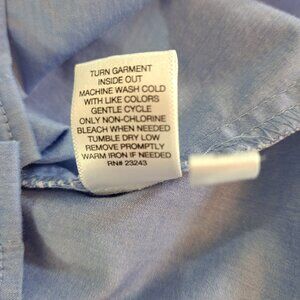 TURN GARMENT
INSIDE OUT
MACHINE WASH COLD
WITH LIKE COLORS
GENTLE CYCLE
ONLY NON-CHLORINE
BLEACH WHEN NEEDED
TUMBLE DRY LOW
REMOVE PROMPTLY
WARM IRON IF NEEDED
RN# 23243